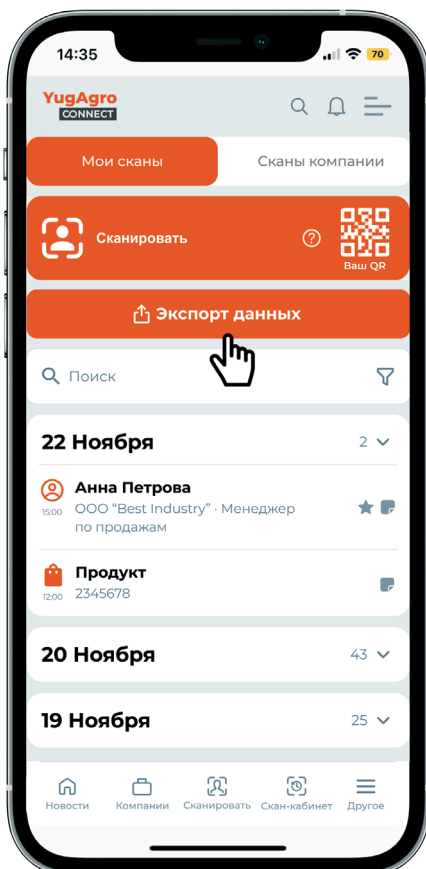 14:35
70
YugAgro
CONNECT
Мои сканы
Сканы компании
Сканировать
?
Ваш QR
Экспорт данных
Поиск
22 Ноября
2
Анна Петрова
15:00
ООО "Best Industry" · Менеджер
по продажам
Продукт
12:00
2345678
20 Ноября
43
19 Ноября
25
Новости
Компании
Сканировать
Скан-кабинет
Другое